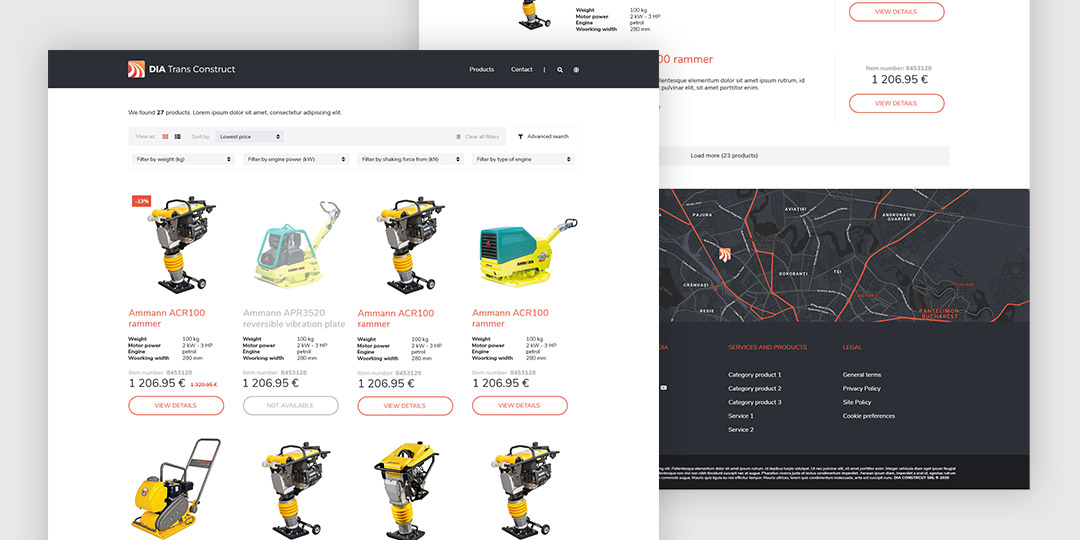 DIA Trans Construct
Products Contact |
We found 27 products. Lorem ipsum dolor sit amet, consectetur adipiscing elit.
View as: Sort by: Lowest price Clear all filters Advanced search
Filter by weight (kg) Filter by engine power (kW) Filter by shaking force from (kN) Filter by type of engine
-13%
Ammann ACR100 rammer
Weight 100 kg
Motor power 2 kW - 3 HP
Engine petrol
Woorking width 280 mm
Item number: 8453128
1 206.95 € 1 320.95 €
VIEW DETAILS
Ammann APR3520
reversible vibration plate
Weight 100 kg
Motor power 2 kW - 3 HP
Engine petrol
Woorking width 280 mm
Item number: 8453128
1 206.95 €
NOT AVAILABLE
Ammann ACR100
rammer
Weight 100 kg
Motor power 2 kW - 3 HP
Engine petrol
Woorking width 280 mm
Item number: 8453128
1 206.95 €
VIEW DETAILS
Ammann ACR100
rammer
Weight 100 kg
Motor power 2 kW - 3 HP
Engine petrol
Woorking width 280 mm
Item number: 8453128
1 206.95 €
VIEW DETAILS
Weight 100 kg
Motor power 2 kW - 3 HP
Engine petrol
Woorking width 280 mm
VIEW DETAILS
00 rammer
llentesque elementum dolor sit amet ipsum rutrum, id
pulvinar elit, sit amet porttitor enim.
Item number: 8453128
1 206.95 €
VIEW DETAILS
Load more (23 products)
PAJURA
AVIAȚIEI
ANDRONACHE
QUARTER
DOROBANȚI
TEI
CRÂNGAȘI
SECTOR 2
REGIE
PANTELIMON
BUCHAREST
DIA
SERVICES AND PRODUCTS
Category product 1
Category product 2
Category product 3
Service 1
Service 2
LEGAL
General terms
Privacy Policy
Site Policy
Cookie preferences
DIA CONSTRCUT SRL © 2020